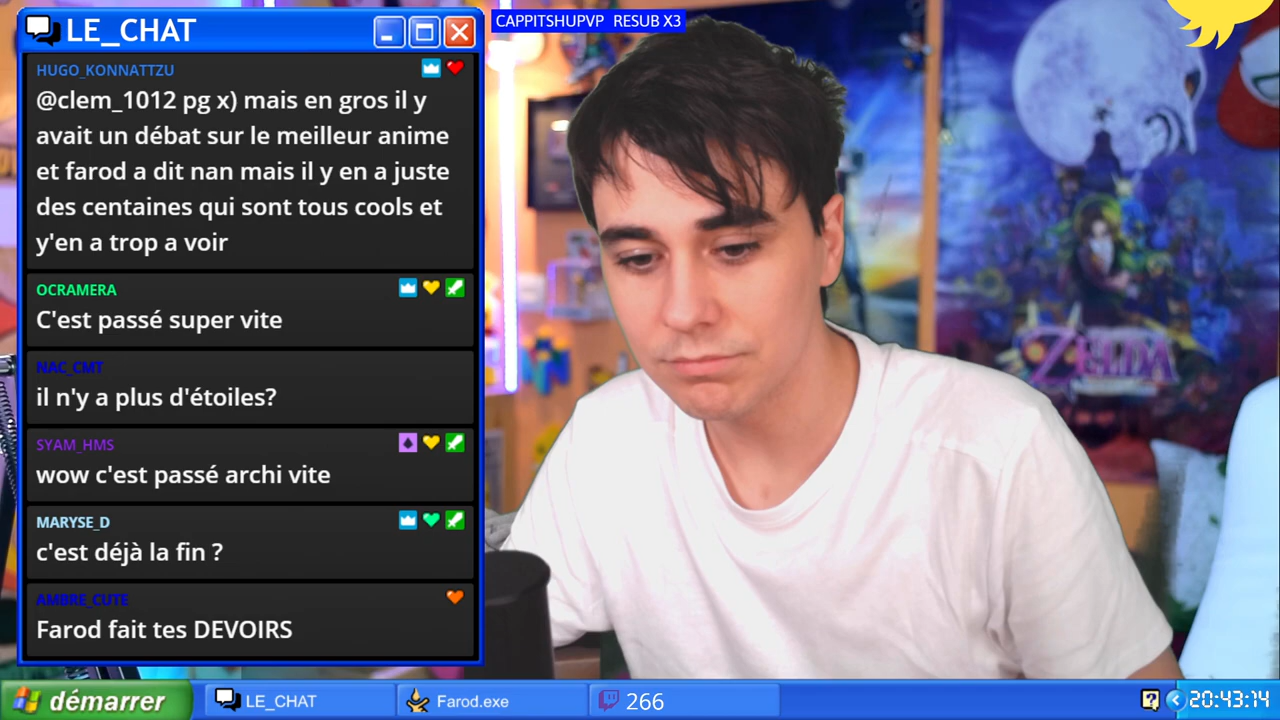 CAPPITSHUPVP RESUB X3
LE_CHAT
HUGO_KONNATTZU
@clem_1012 pg x) mais en gros il y
avait un débat sur le meilleur anime
et farod a dit nan mais il y en a juste
des centaines qui sont tous cools et
y'en a trop a voir
OCRAMERA
C'est passé super vite
NAC_CMT
il n'y a plus d'étoiles?
SYAM_HMS
wow c'est passé archi vite
MARYSE_D
c'est déjà la fin ?
AMBRE_CUTE
Farod fait tes DEVOIRS
ZELDA
démarrer
LE_CHAT
Farod.exe
266
20:43:14